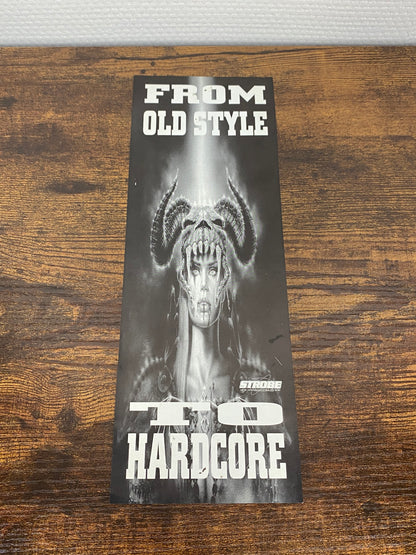 FROM
OLD STYLE
STROBE
TO
HARDCORE